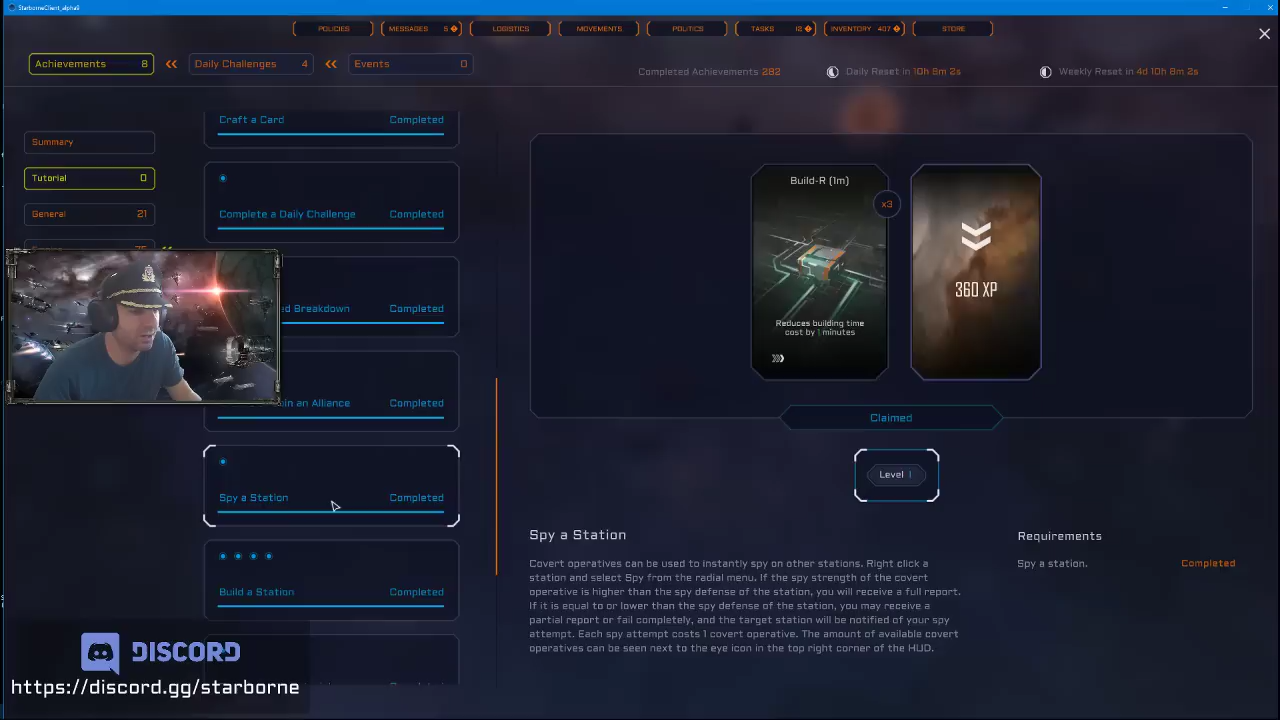 StarborneClient_alpha9
POLICIES
MESSAGES 5
LOGISTICS
MOVEMENTS
POLITICS
TASKS 12
INVENTORY 407
STORE
Achievements 8
Daily Challenges 4
Events 0
Completed Achievements 282
Daily Reset in 10h 8m 2s
Weekly Reset in 4d 10h 8m 2s
Summary
Tutorial 0
General 21
Craft a Card Completed
Complete a Daily Challenge Completed
Breakdown Completed
in an Alliance Completed
Spy a Station Completed
Build a Station Completed
Build-R (1m)
x3
Reduces building time
cost by 1 minutes
360 XP
Claimed
Level 1
Spy a Station
Covert operatives can be used to instantly spy on other stations. Right click a
station and select Spy from the radial menu. If the spy strength of the covert
operative is higher than the spy defense of the station, you will receive a full report.
If it is equal to or lower than the spy defense of the station, you may receive a
partial report or fail completely, and the target station will be notified of your spy
attempt. Each spy attempt costs 1 covert operative. The amount of available covert
operatives can be seen next to the eye icon in the top right corner of the HUD.
Requirements
Spy a station. Completed
DISCORD
https://discord.gg/starborne